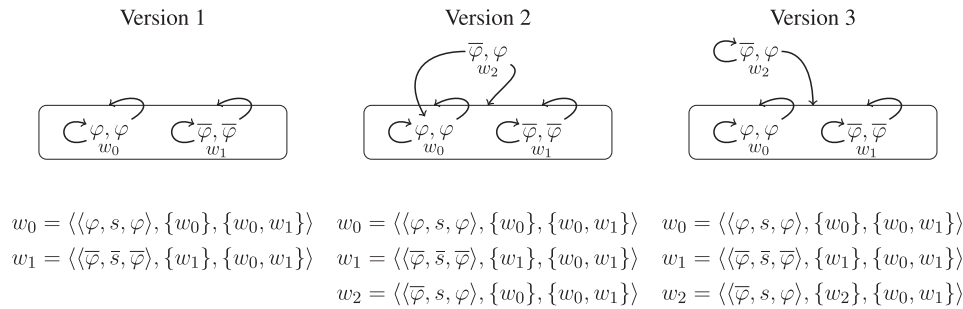 Version 1 Version 2 Version 3
φ̅, φ φ̅, φ
w₂ w₂
φ, φ φ̅, φ̅ φ, φ φ̅, φ̅ φ, φ φ̅, φ̅
w₀ w₁ w₀ w₁ w₀ w₁
w₀ = ⟨⟨φ, s, φ⟩, {w₀}, {w₀, w₁}⟩ w₀ = ⟨⟨φ, s, φ⟩, {w₀}, {w₀, w₁}⟩ w₀ = ⟨⟨φ, s, φ⟩, {w₀}, {w₀, w₁}⟩
w₁ = ⟨⟨φ̅, s̄, φ̅⟩, {w₁}, {w₀, w₁}⟩ w₁ = ⟨⟨φ̅, s̄, φ̅⟩, {w₁}, {w₀, w₁}⟩ w₁ = ⟨⟨φ̅, s̄, φ̅⟩, {w₁}, {w₀, w₁}⟩
w₂ = ⟨⟨φ̅, s, φ⟩, {w₀}, {w₀, w₁}⟩ w₂ = ⟨⟨φ̅, s, φ⟩, {w₂}, {w₀, w₁}⟩